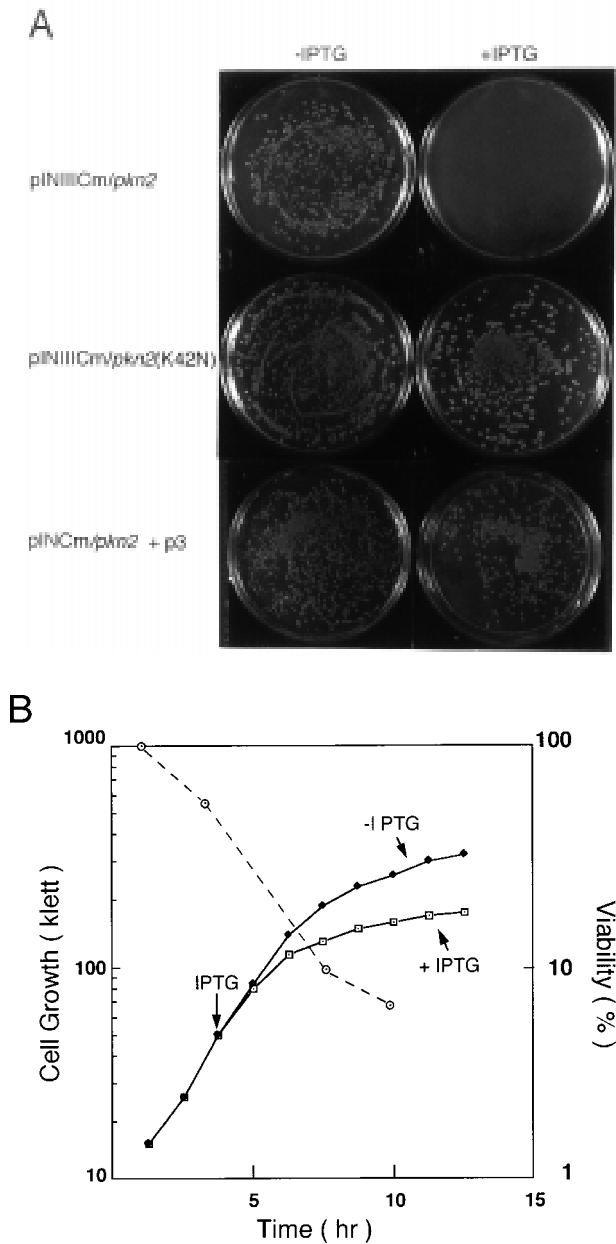 A
-IPTG +IPTG
pINIIICm/pkn2
pINIIICm/pkn2(K42N)
pINCm/pkn2 + p3
B
1000
100
10
Cell Growth ( klett )
100
10
1
Viability ( % )
-I PTG
IPTG
+ IPTG
5 10 15
Time ( hr )